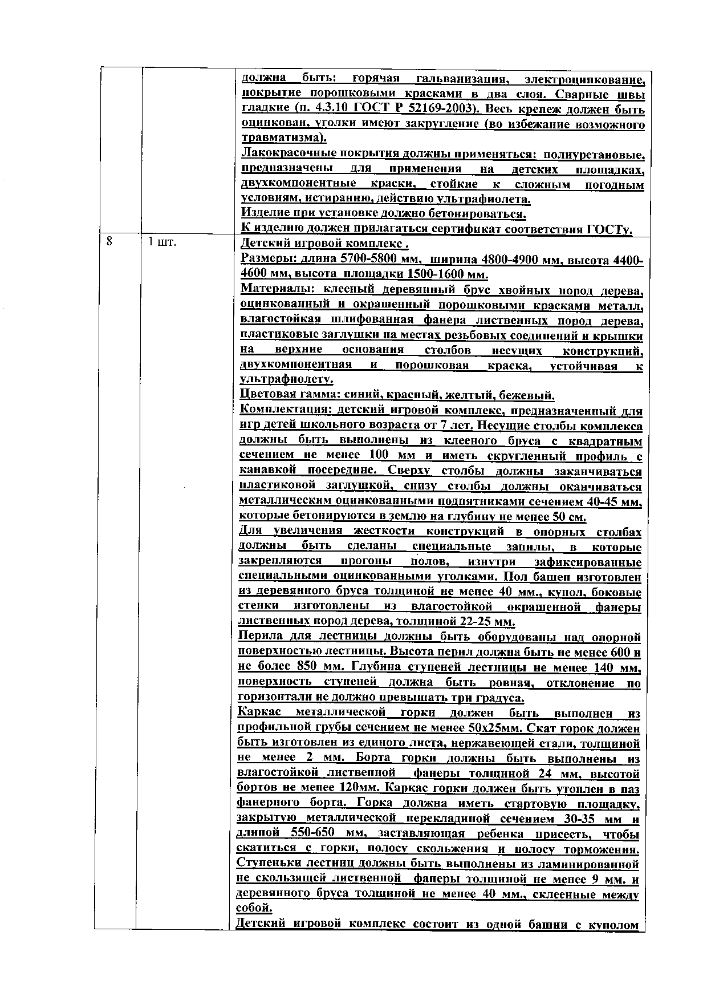 должна быть: горячая гальванизация, электроцинкование,
покрытие порошковыми красками в два слоя. Сварные швы
гладкие (п. 4.3.10 ГОСТ Р 52169-2003). Весь крепеж должен быть
оцинкован, уголки имеют закругление (во избежание возможного
травматизма).
Лакокрасочные покрытия должны применяться: полиуретановые,
предназначены для применения на детских площадках,
двухкомпонентные краски, стойкие к сложным погодным
условиям, истиранию, действию ультрафиолета.
Изделие при установке должно бетонироваться.
К изделию должен прилагаться сертификат соответствия ГОСТу.
8 1 шт. Детский игровой комплекс .
Размеры: длина 5700-5800 мм, ширина 4800-4900 мм, высота 4400-
4600 мм, высота площадки 1500-1600 мм.
Материалы: клееный деревянный брус хвойных пород дерева,
оцинкованный и окрашенный порошковыми красками металл,
влагостойкая шлифованная фанера лиственных пород дерева,
пластиковые заглушки на местах резьбовых соединений и крышки
на верхние основания столбов несущих конструкций,
двухкомпонентная и порошковая краска, устойчивая к
ультрафиолету.
Цветовая гамма: синий, красный, желтый, бежевый.
Комплектация: детский игровой комплекс, предназначенный для
игр детей школьного возраста от 7 лет. Несущие столбы комплекса
должны быть выполнены из клееного бруса с квадратным
сечением не менее 100 мм и иметь скругленный профиль с
канавкой посередине. Сверху столбы должны заканчиваться
пластиковой заглушкой, снизу столбы должны оканчиваться
металлическим оцинкованными подпятниками сечением 40-45 мм,
которые бетонируются в землю на глубину не менее 50 см.
Для увеличения жесткости конструкций в опорных столбах
должны быть сделаны специальные запилы, в которые
закрепляются прогоны полов, изнутри зафиксированные
специальными оцинкованными уголками. Пол башен изготовлен
из деревянного бруса толщиной не менее 40 мм., купол, боковые
стенки изготовлены из влагостойкой окрашенной фанеры
лиственных пород дерева, толщиной 22-25 мм.
Перила для лестницы должны быть оборудованы над опорной
поверхностью лестницы. Высота перил должна быть не менее 600 и
не более 850 мм. Глубина ступеней лестницы не менее 140 мм,
поверхность ступеней должна быть ровная, отклонение по
горизонтали не должно превышать три градуса.
Каркас металлической горки должен быть выполнен из
профильной трубы сечением не менее 50х25мм. Скат горок должен
быть изготовлен из единого листа, нержавеющей стали, толщиной
не менее 2 мм. Борта горки должны быть выполнены из
влагостойкой лиственной фанеры толщиной 24 мм, высотой
бортов не менее 120мм. Каркас горки должен быть утоплен в паз
фанерного борта. Горка должна иметь стартовую площадку,
закрытую металлической перекладиной сечением 30-35 мм и
длиной 550-650 мм, заставляющая ребенка присесть, чтобы
скатиться с горки, полосу скольжения и полосу торможения.
Ступеньки лестниц должны быть выполнены из ламинированной
не скользящей лиственной фанеры толщиной не менее 9 мм. и
деревянного бруса толщиной не менее 40 мм., склеенные между
собой.
Детский игровой комплекс состоит из одной башни с куполом